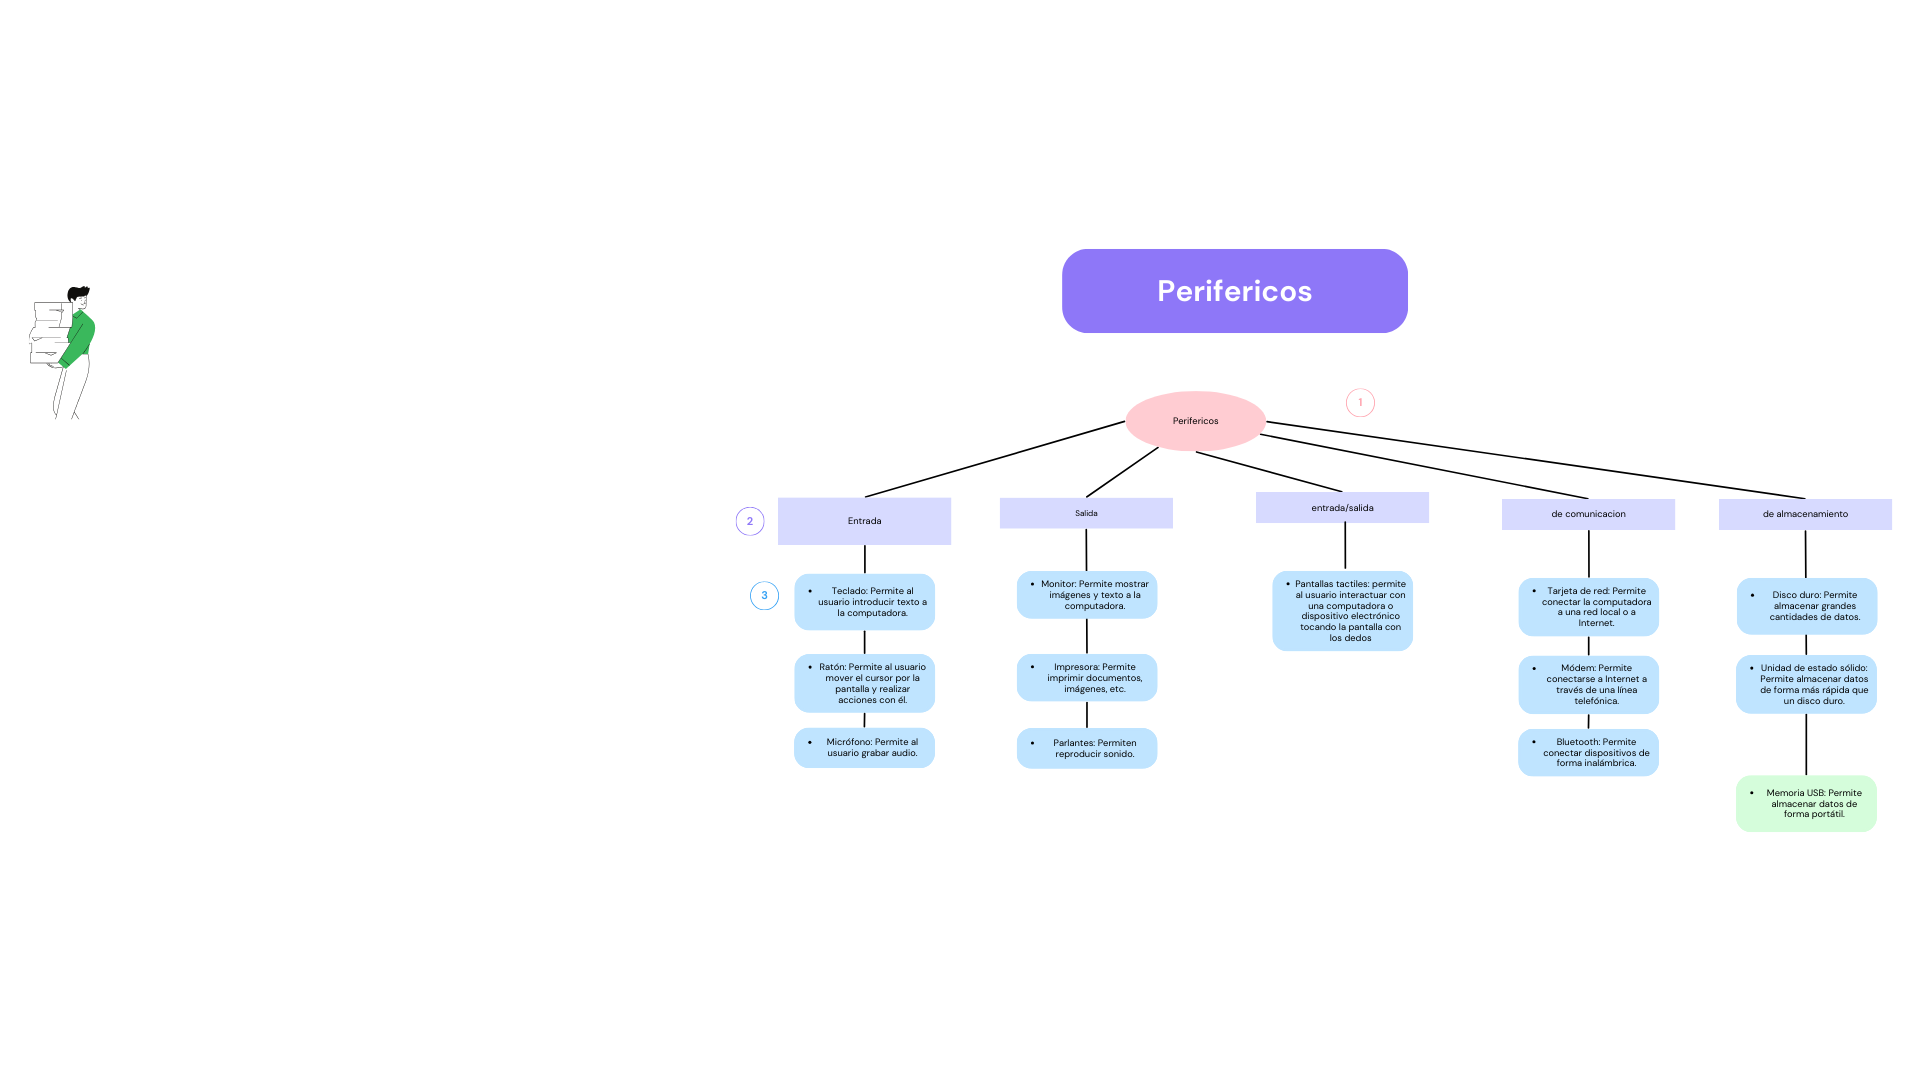 Perifericos
Perifericos
1
2
Entrada
Salida
entrada/salida
de comunicacion
de almacenamiento
3
• Teclado: Permite al
usuario introducir texto a
la computadora.
• Ratón: Permite al usuario
mover el cursor por la
pantalla y realizar
acciones con él.
• Micrófono: Permite al
usuario grabar audio.
• Monitor: Permite mostrar
imágenes y texto a la
computadora.
• Impresora: Permite
imprimir documentos,
imágenes, etc.
• Parlantes: Permiten
reproducir sonido.
• Pantallas tactiles: permite
al usuario interactuar con
una computadora o
dispositivo electrónico
tocando la pantalla con
los dedos
• Tarjeta de red: Permite
conectar la computadora
a una red local o a
Internet.
• Módem: Permite
conectarse a Internet a
través de una línea
telefónica.
• Bluetooth: Permite
conectar dispositivos de
forma inalámbrica.
• Disco duro: Permite
almacenar grandes
cantidades de datos.
• Unidad de estado sólido:
Permite almacenar datos
de forma más rápida que
un disco duro.
• Memoria USB: Permite
almacenar datos de
forma portátil.